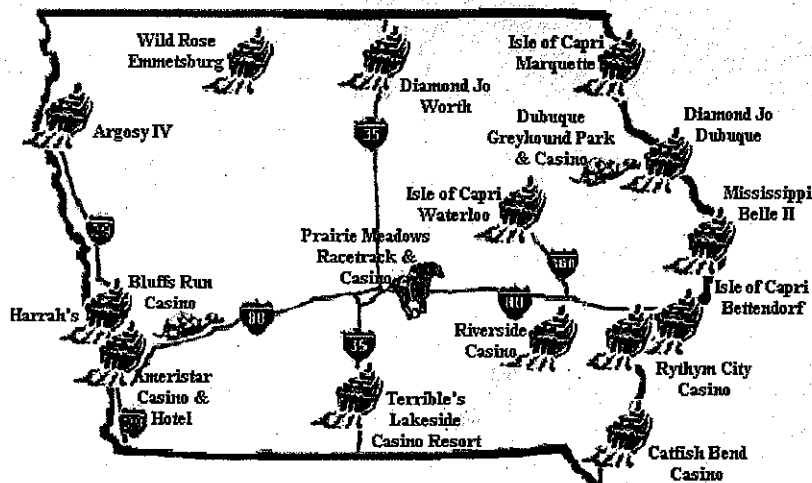 Wild Rose
Emmetsburg
Isle of Capri
Marquette
Diamond Jo
Worth
Argosy IV
35
Dubuque
Greyhound Park
& Casino
Diamond Jo
Dubuque
Isle of Capri
Waterloo
Mississippi
Belle II
Prairie Meadows
Racetrack &
Casino
380
Bluffs Run
Casino
Harrah's
80
80
Isle of Capri
Bettendorf
Riverside
Casino
35
Rythym City
Casino
Ameristar
Casino &
Hotel
Terrible's
Lakeside
Casino Resort
Catfish Bend
Casino